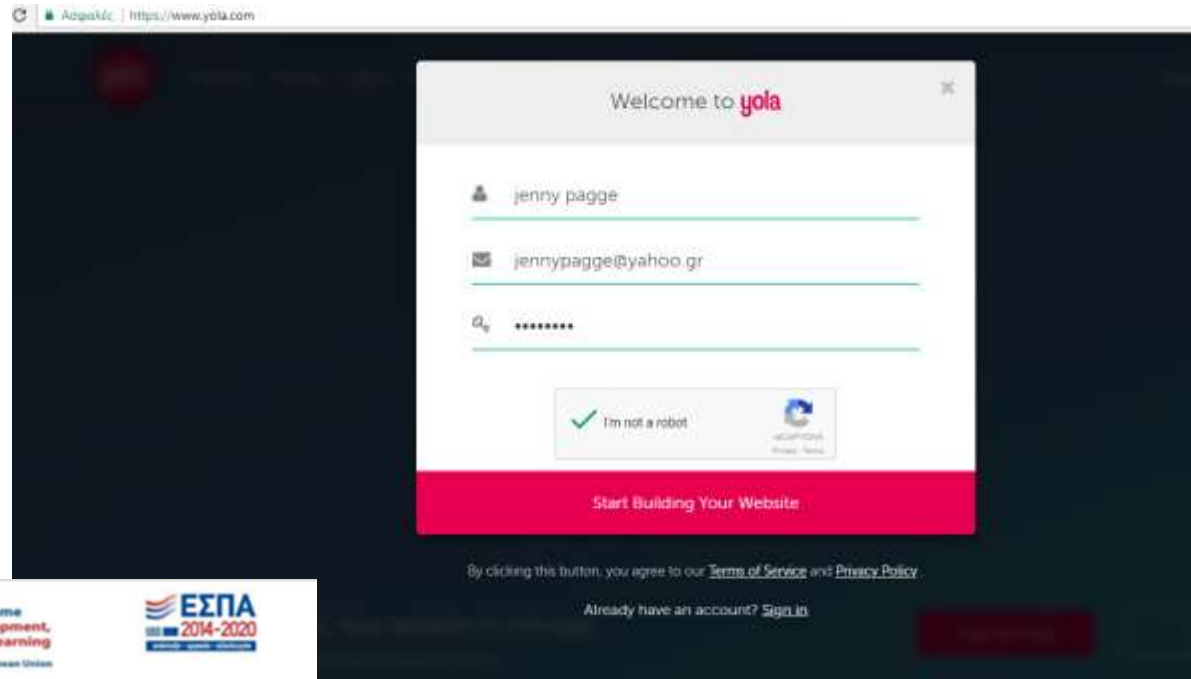 Ασφαλές | https://www.yola.com
Welcome to yola
jenny pagge
jennypagge@yahoo.gr
••••••••
I'm not a robot
reCAPTCHA
Privacy - Terms
Start Building Your Website
By clicking this button, you agree to our Terms of Service and Privacy Policy.
Already have an account? Sign in
ΕΣΠΑ
2014-2020